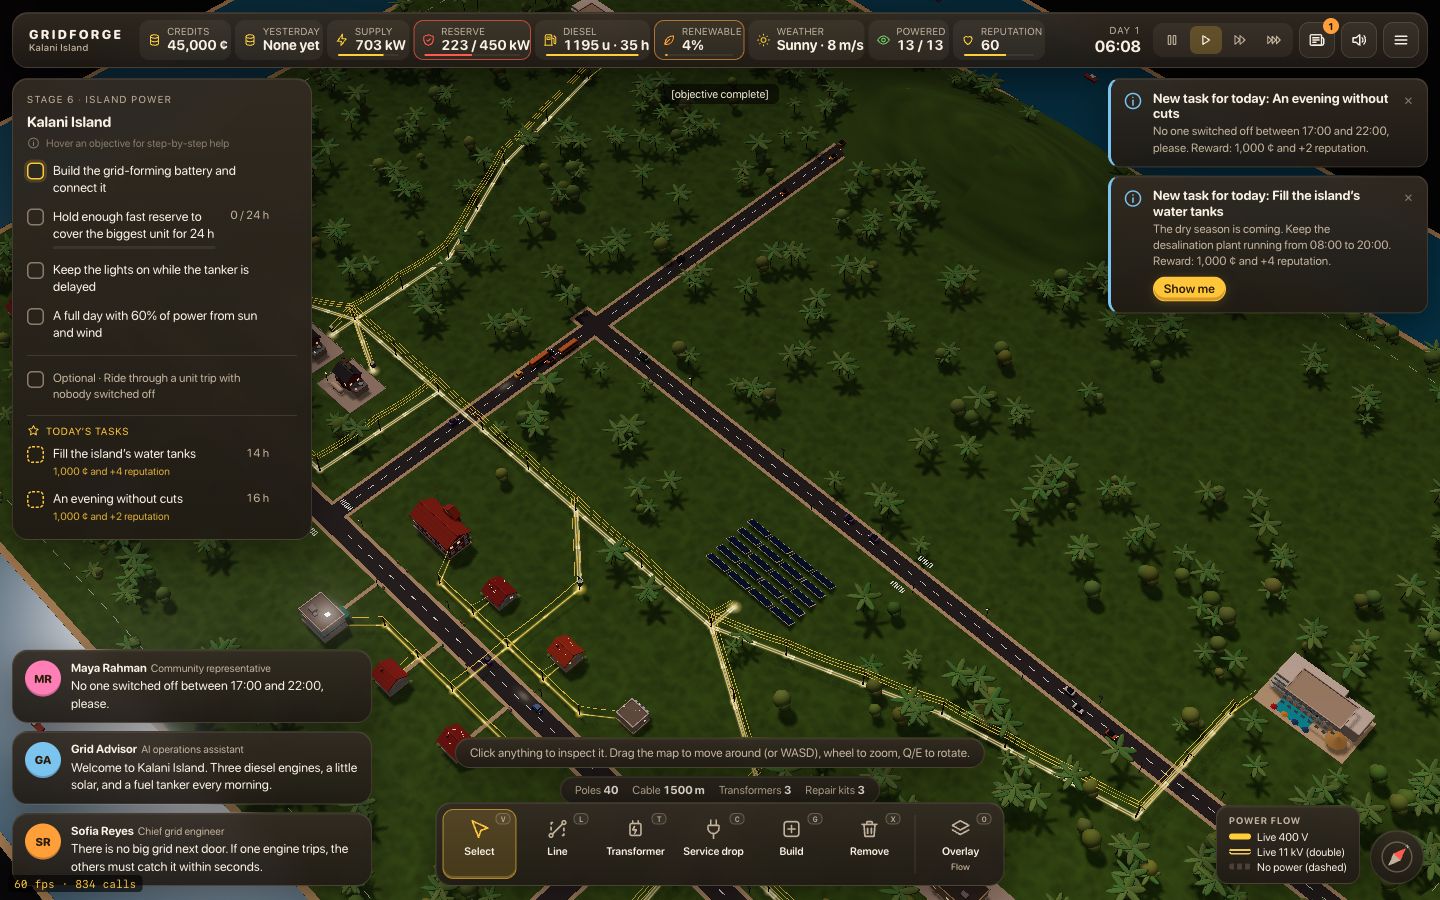 GRIDFORGE
Kalani Island
CREDITS
45,000 ¢
YESTERDAY
None yet
SUPPLY
703 kW
RESERVE
223 / 450 kW
DIESEL
1195 u · 35 h
RENEWABLE
4%
WEATHER
Sunny · 8 m/s
POWERED
13 / 13
REPUTATION
60
DAY 1
06:08
1
STAGE 6 · ISLAND POWER
Kalani Island
Hover an objective for step-by-step help
Build the grid-forming battery and
connect it
Hold enough fast reserve to
cover the biggest unit for 24 h
0 / 24 h
Keep the lights on while the tanker is
delayed
A full day with 60% of power from sun
and wind
Optional · Ride through a unit trip with
nobody switched off
TODAY'S TASKS
Fill the island's water tanks
14 h
1,000 ¢ and +4 reputation
An evening without cuts
16 h
1,000 ¢ and +2 reputation
[objective complete]
New task for today: An evening without
cuts
No one switched off between 17:00 and 22:00,
please. Reward: 1,000 ¢ and +2 reputation.
New task for today: Fill the island's
water tanks
The dry season is coming. Keep the
desalination plant running from 08:00 to 20:00.
Reward: 1,000 ¢ and +4 reputation.
Show me
MR
Maya Rahman Community representative
No one switched off between 17:00 and 22:00,
please.
GA
Grid Advisor AI operations assistant
Welcome to Kalani Island. Three diesel engines, a little
solar, and a fuel tanker every morning.
SR
Sofia Reyes Chief grid engineer
There is no big grid next door. If one engine trips, the
others must catch it within seconds.
60 fps · 834 calls
Click anything to inspect it. Drag the map to move around (or WASD), wheel to zoom, Q/E to rotate.
Poles 40 Cable 1500 m Transformers 3 Repair kits 3
V
Select
L
Line
T
Transformer
C
Service drop
G
Build
X
Remove
O
Overlay
Flow
POWER FLOW
Live 400 V
Live 11 kV (double)
No power (dashed)